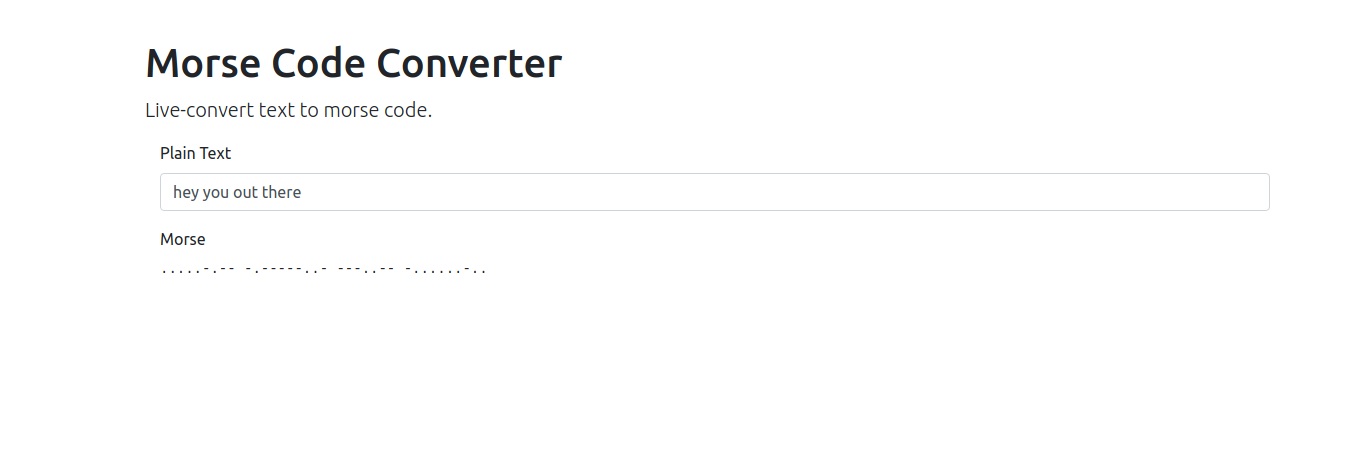 Morse Code Converter
Live-convert text to morse code.
Plain Text
hey you out there
Morse
.....-.-- -.-----..- ---..-- -......-..